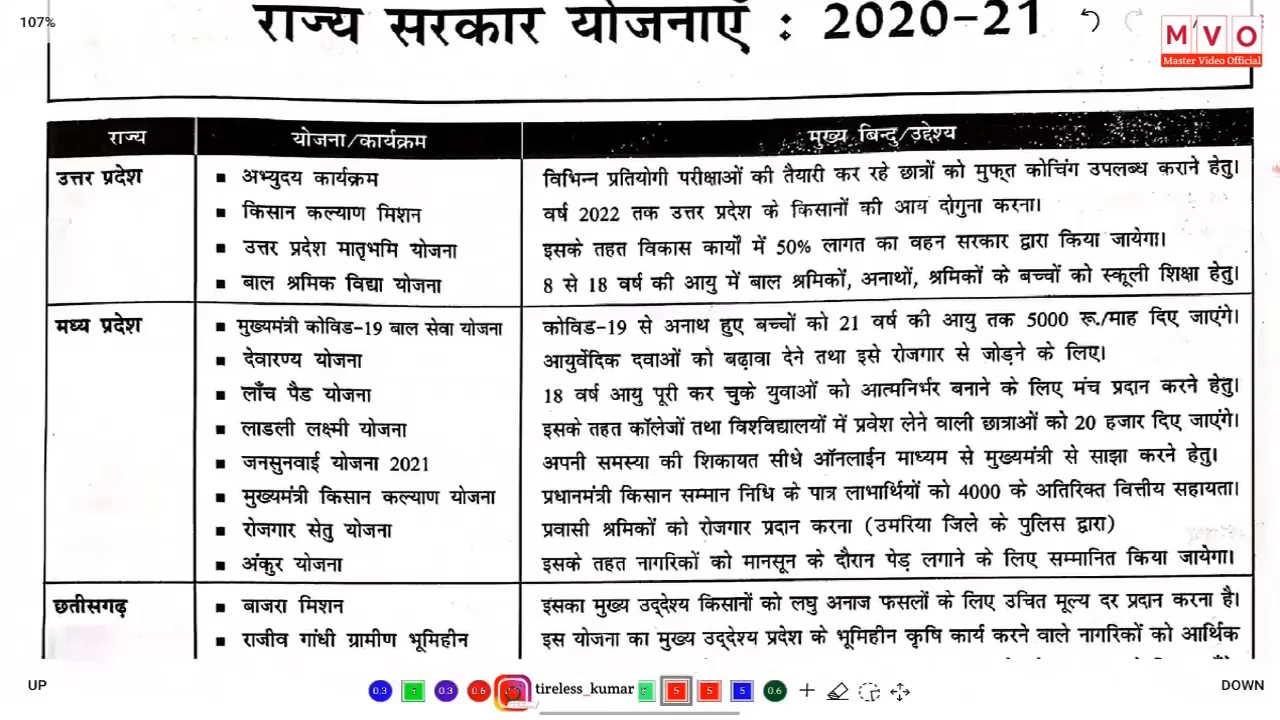 107%
राज्य सरकार योजनाएँ : 2020-21
M V O
Master Video Official
राज्य योजना/कार्यक्रम मुख्य बिन्दु/उद्देश्य
उत्तर प्रदेश ▪ अभ्युदय कार्यक्रम विभिन्न प्रतियोगी परीक्षाओं की तैयारी कर रहे छात्रों को मुफ्त कोचिंग उपलब्ध कराने हेतु।
▪ किसान कल्याण मिशन वर्ष 2022 तक उत्तर प्रदेश के किसानों की आय दोगुना करना।
▪ उत्तर प्रदेश मातृभमि योजना इसके तहत विकास कार्यों में 50% लागत का वहन सरकार द्वारा किया जायेगा।
▪ बाल श्रमिक विद्या योजना 8 से 18 वर्ष की आयु में बाल श्रमिकों, अनाथों, श्रमिकों के बच्चों को स्कूली शिक्षा हेतु।
मध्य प्रदेश ▪ मुख्यमंत्री कोविड-19 बाल सेवा योजना कोविड-19 से अनाथ हुए बच्चों को 21 वर्ष की आयु तक 5000 रू./माह दिए जाएंगे।
▪ देवारण्य योजना आयुर्वेदिक दवाओं को बढ़ावा देने तथा इसे रोजगार से जोड़ने के लिए।
▪ लाँच पैड योजना 18 वर्ष आयु पूरी कर चुके युवाओं को आत्मनिर्भर बनाने के लिए मंच प्रदान करने हेतु।
▪ लाडली लक्ष्मी योजना इसके तहत कॉलेजों तथा विश्वविद्यालयों में प्रवेश लेने वाली छात्राओं को 20 हजार दिए जाएंगे।
▪ जनसुनवाई योजना 2021 अपनी समस्या की शिकायत सीधे ऑनलाईन माध्यम से मुख्यमंत्री से साझा करने हेतु।
▪ मुख्यमंत्री किसान कल्याण योजना प्रधानमंत्री किसान सम्मान निधि के पात्र लाभार्थियों को 4000 के अतिरिक्त वित्तीय सहायता।
▪ रोजगार सेतु योजना प्रवासी श्रमिकों को रोजगार प्रदान करना (उमरिया जिले के पुलिस द्वारा)
▪ अंकुर योजना इसके तहत नागरिकों को मानसून के दौरान पेड़ लगाने के लिए सम्मानित किया जायेगा।
छतीसगढ़ ▪ बाजरा मिशन इसका मुख्य उद्देश्य किसानों को लघु अनाज फसलों के लिए उचित मूल्य दर प्रदान करना है।
▪ राजीव गांधी ग्रामीण भूमिहीन इस योजना का मुख्य उद्देश्य प्रदेश के भूमिहीन कृषि कार्य करने वाले नागरिकों को आर्थिक
UP 0.3 0.3 0.6 tireless_kumar 5 5 5 0.6 DOWN